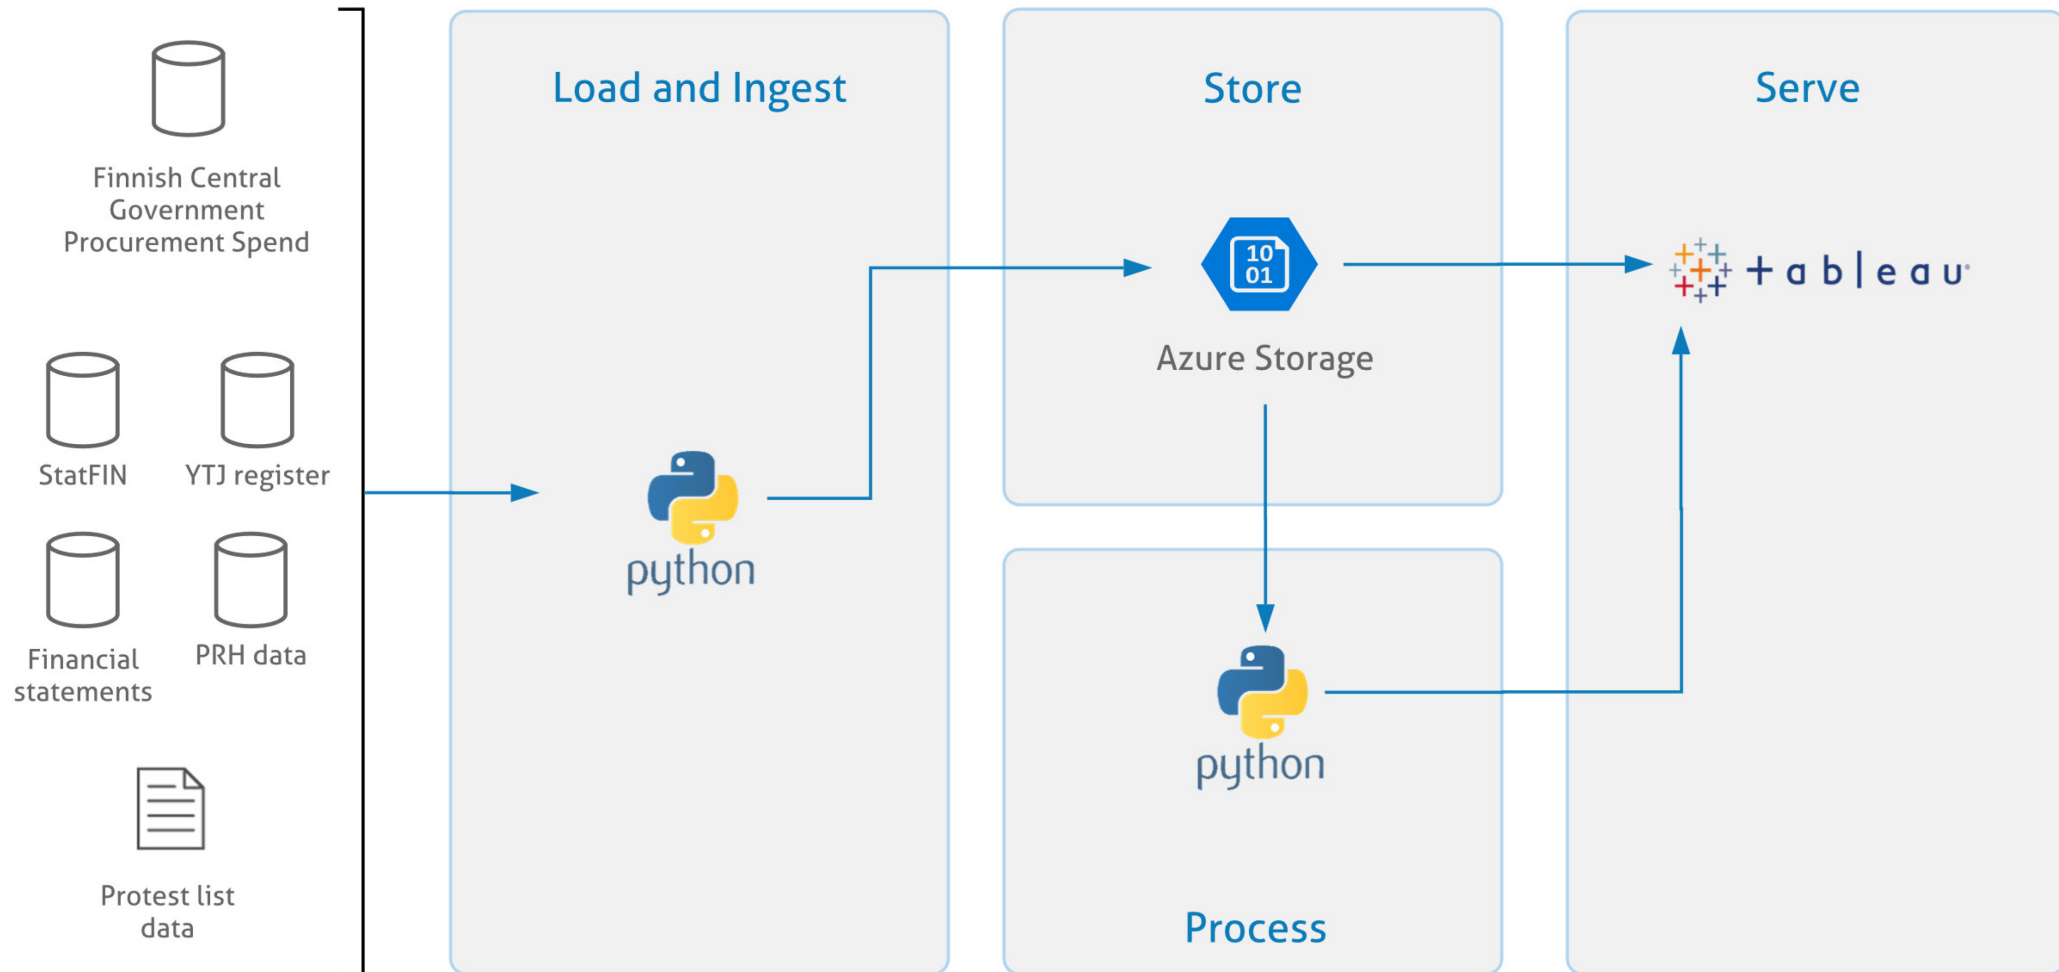 Finnish Central
Government
Procurement Spend
StatFIN
YTJ register
Financial
statements
PRH data
Protest list
data
Load and Ingest
python
Store
10
01
Azure Storage
python
Process
Serve
+ableau